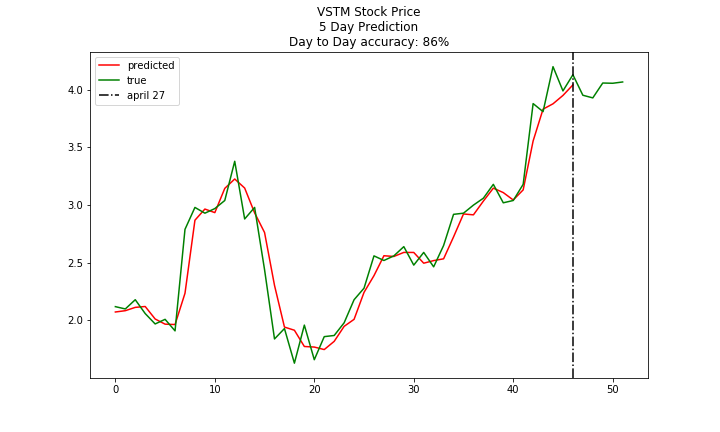 VSTM Stock Price
5 Day Prediction
Day to Day accuracy: 86%
predicted
true
april 27
4.0
3.5
3.0
2.5
2.0
0 10 20 30 40 50